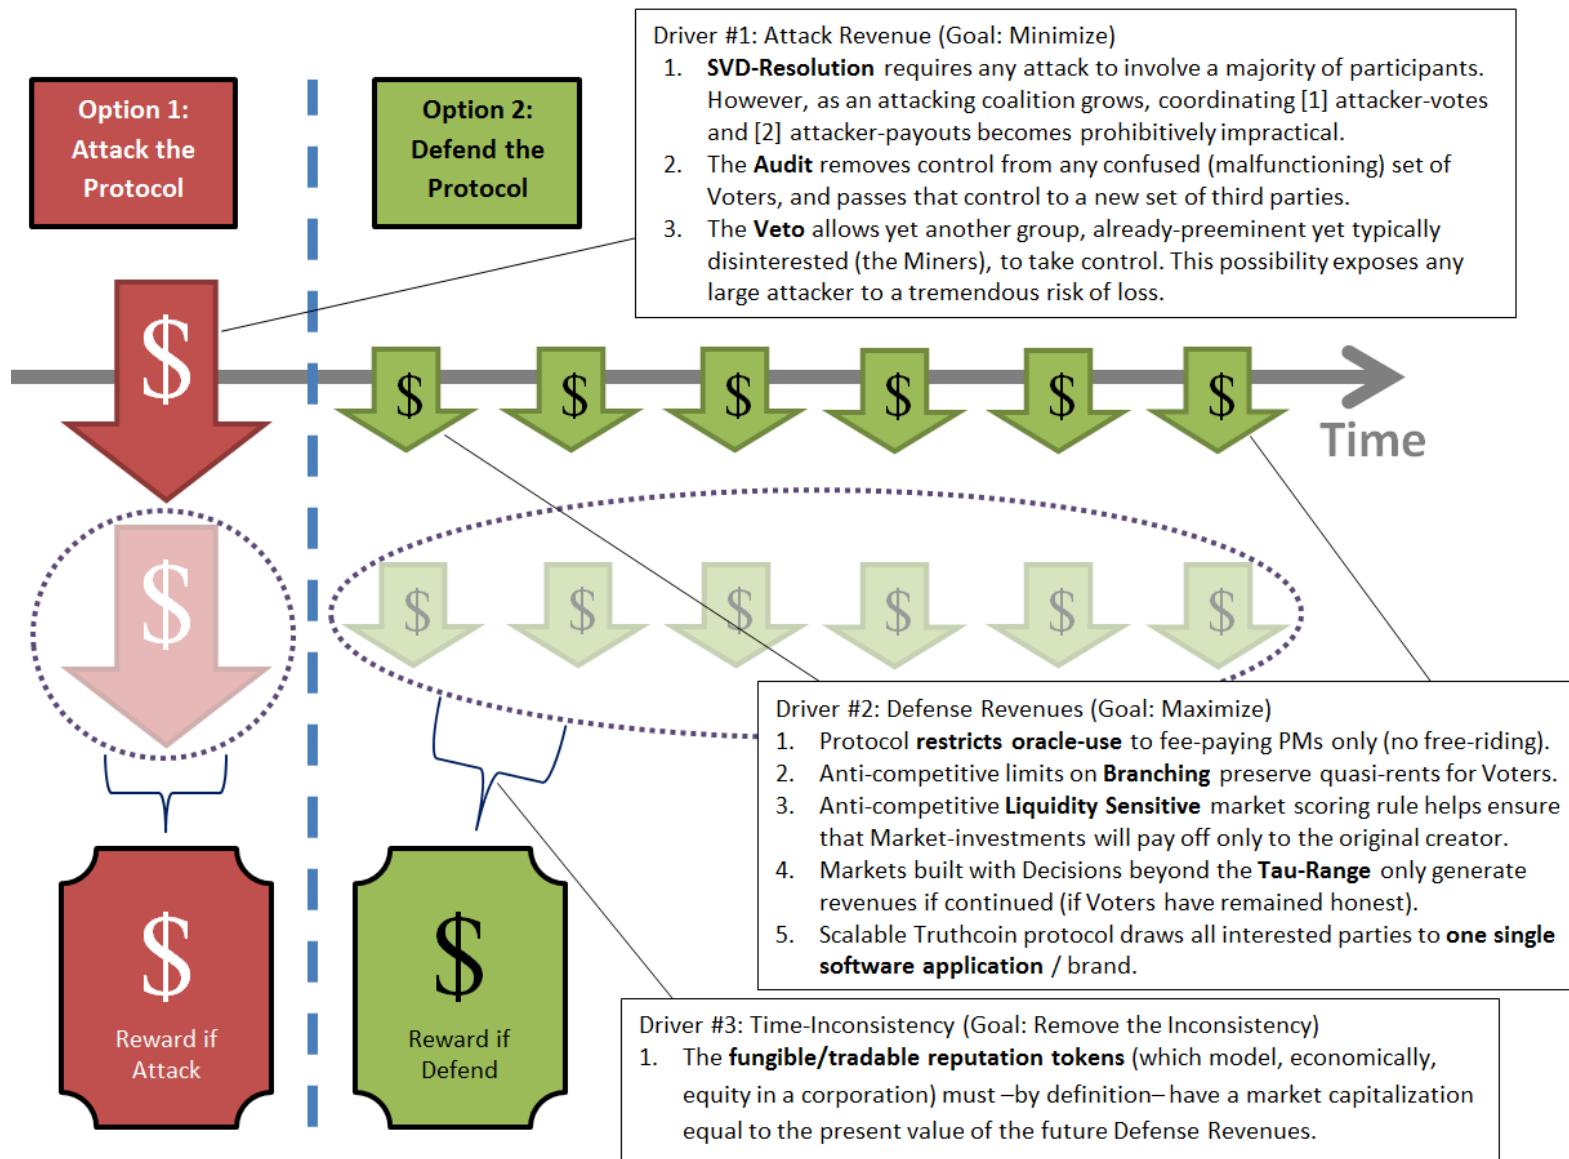 Option 1:
Attack the
Protocol
Option 2:
Defend the
Protocol
Driver #1: Attack Revenue (Goal: Minimize)
1. SVD-Resolution requires any attack to involve a majority of participants.
However, as an attacking coalition grows, coordinating [1] attacker-votes
and [2] attacker-payouts becomes prohibitively impractical.
2. The Audit removes control from any confused (malfunctioning) set of
Voters, and passes that control to a new set of third parties.
3. The Veto allows yet another group, already-preeminent yet typically
disinterested (the Miners), to take control. This possibility exposes any
large attacker to a tremendous risk of loss.
$
$ $ $ $ $ $
Time
$
$ $ $ $ $ $
Driver #2: Defense Revenues (Goal: Maximize)
1. Protocol restricts oracle-use to fee-paying PMs only (no free-riding).
2. Anti-competitive limits on Branching preserve quasi-rents for Voters.
3. Anti-competitive Liquidity Sensitive market scoring rule helps ensure
that Market-investments will pay off only to the original creator.
4. Markets built with Decisions beyond the Tau-Range only generate
revenues if continued (if Voters have remained honest).
5. Scalable Truthcoin protocol draws all interested parties to one single
software application / brand.
$
Reward if
Attack
$
Reward if
Defend
Driver #3: Time-Inconsistency (Goal: Remove the Inconsistency)
1. The fungible/tradable reputation tokens (which model, economically,
equity in a corporation) must –by definition– have a market capitalization
equal to the present value of the future Defense Revenues.